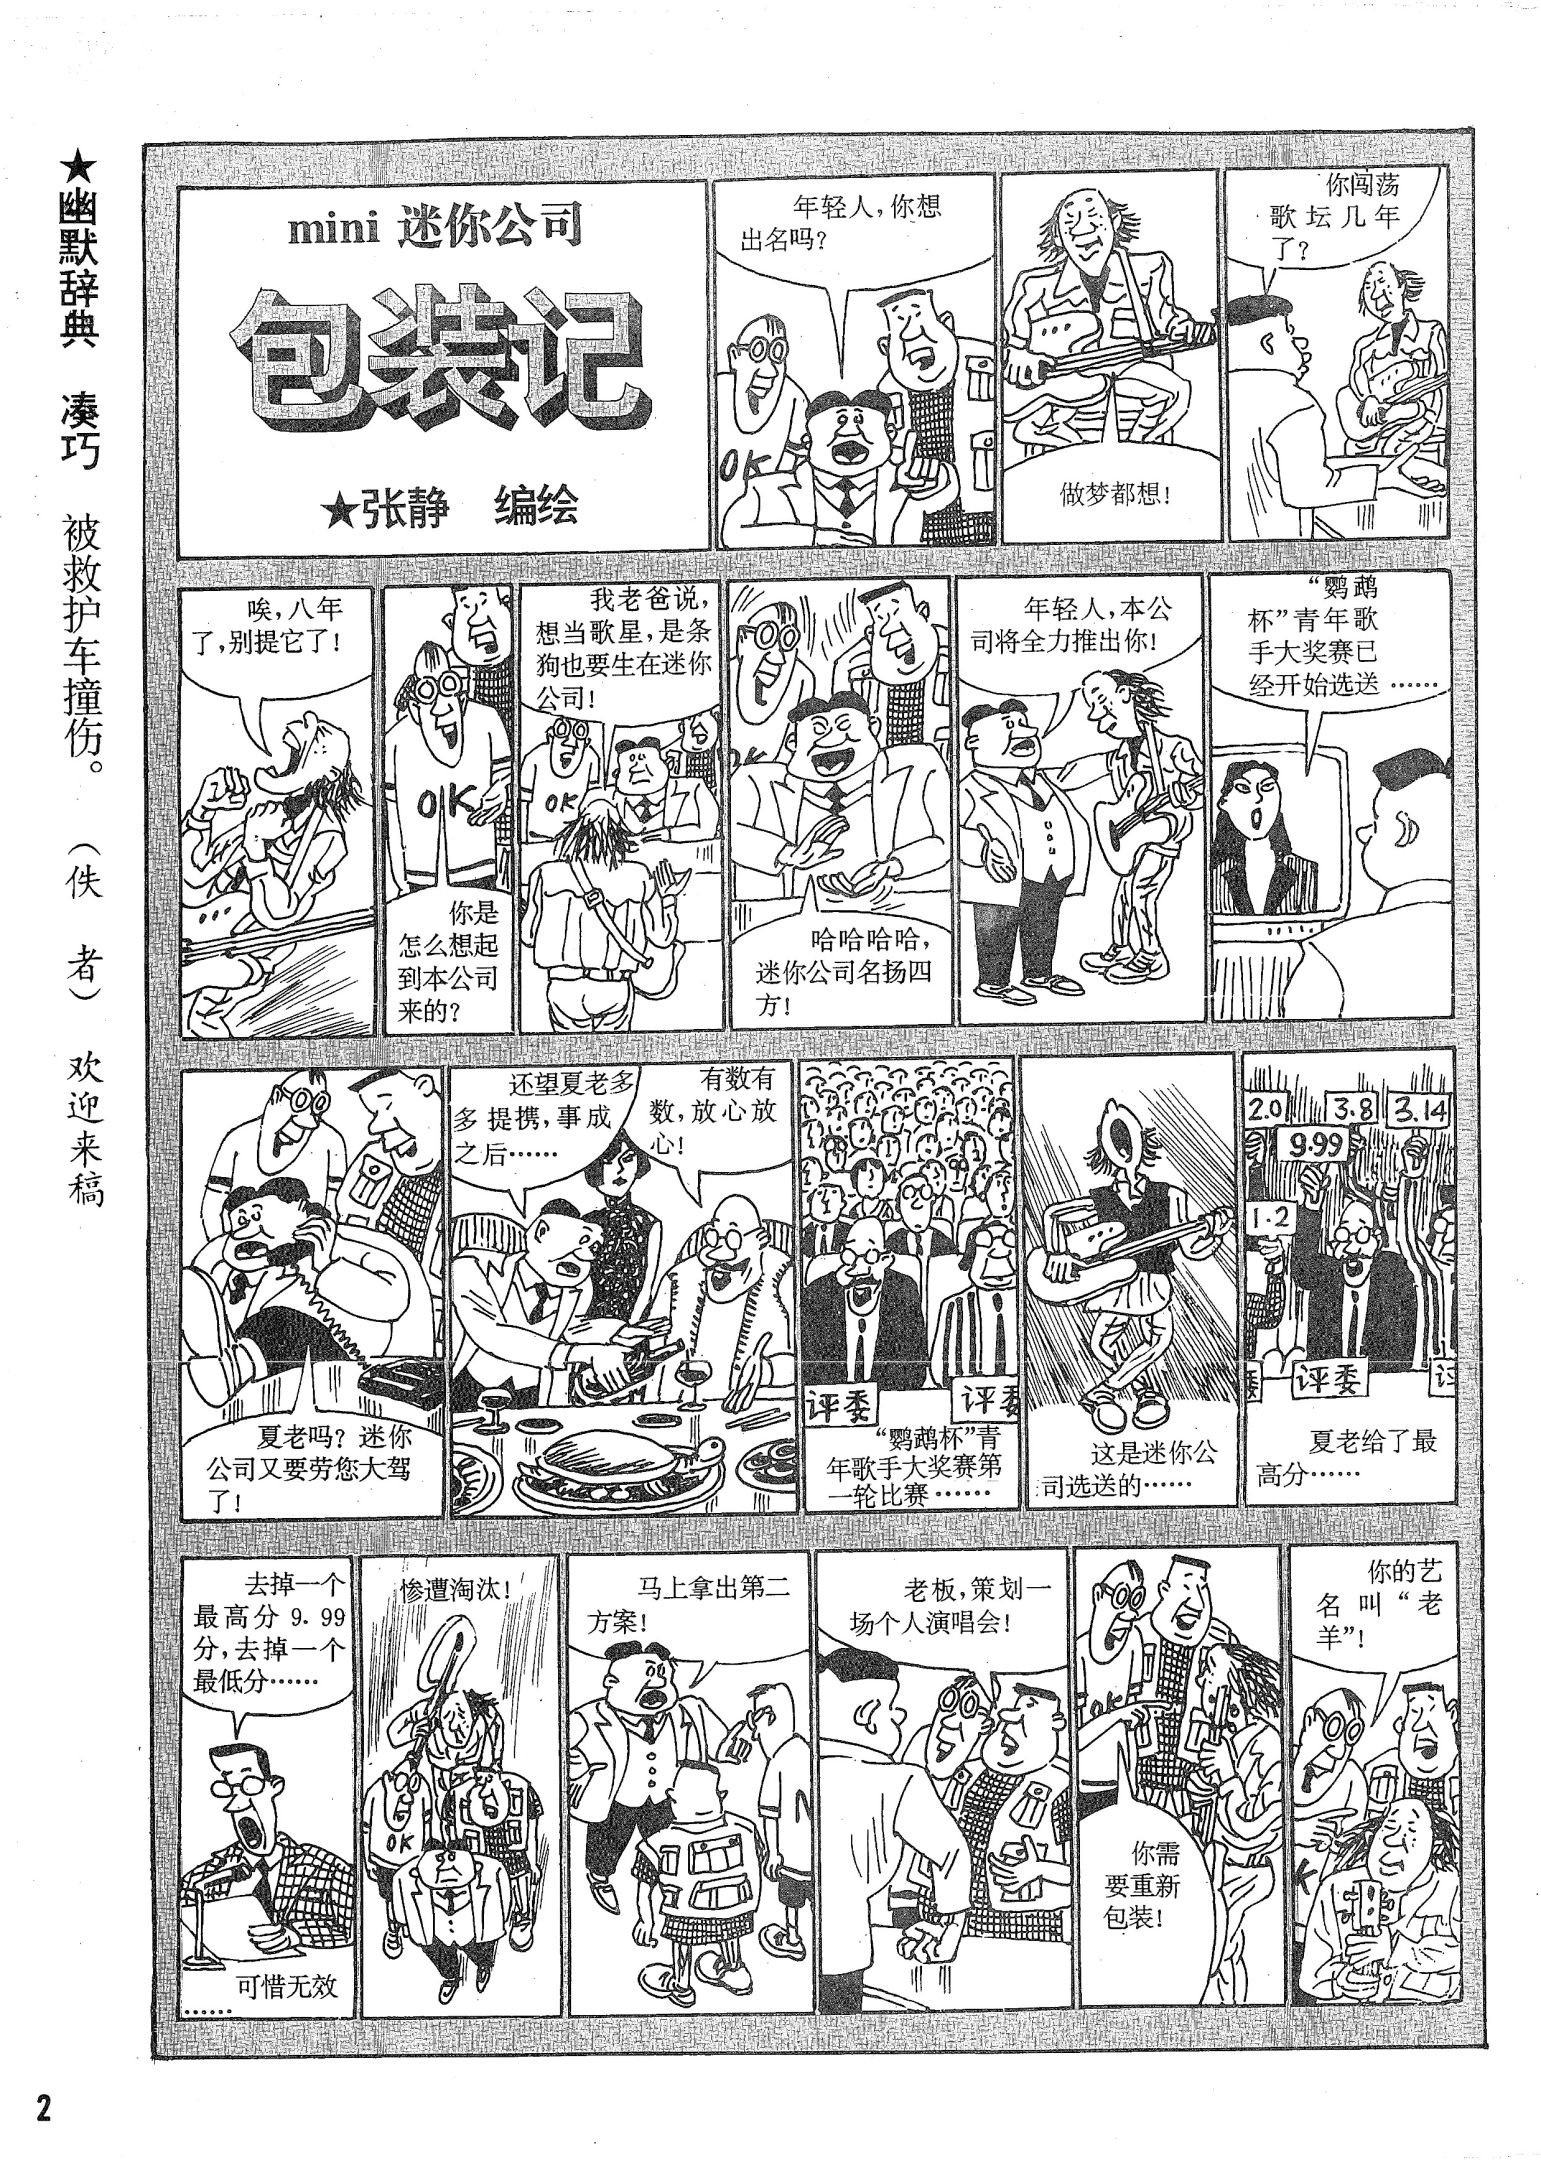 ★幽默辞典 凑巧 被救护车撞伤。 （佚 者） 欢迎来稿
mini 迷你公司
包装记
★张静 编绘
年轻人，你想
出名吗？
OK
做梦都想！
你闯荡
歌坛几年
了？
唉，八年
了，别提它了！
OK
你是
怎么想起
到本公司
来的？
我老爸说，
想当歌星，是条
狗也要生在迷你
公司！
OK
哈哈哈哈，
迷你公司名扬四
方！
年轻人，本公
司将全力推出你！
“鹦鹉
杯”青年歌
手大奖赛已
经开始选送……
夏老吗？迷你
公司又要劳您大驾
了！
还望夏老多
多提携，事成
之后……
有数有
数，放心放
心！
评委
评委
“鹦鹉杯”青
年歌手大奖赛第
一轮比赛……
这是迷你公
司选送的……
2.0
3.8
3.14
9.99
1.2
委
评委
评
夏老给了最
高分……
去掉一个
最高分9.99
分，去掉一个
最低分……
可惜无效
……
惨遭淘汰！
OK
马上拿出第二
方案！
老板，策划一
场个人演唱会！
OK
你需
要重新
包装！
你的艺
名叫“老
羊”！
2